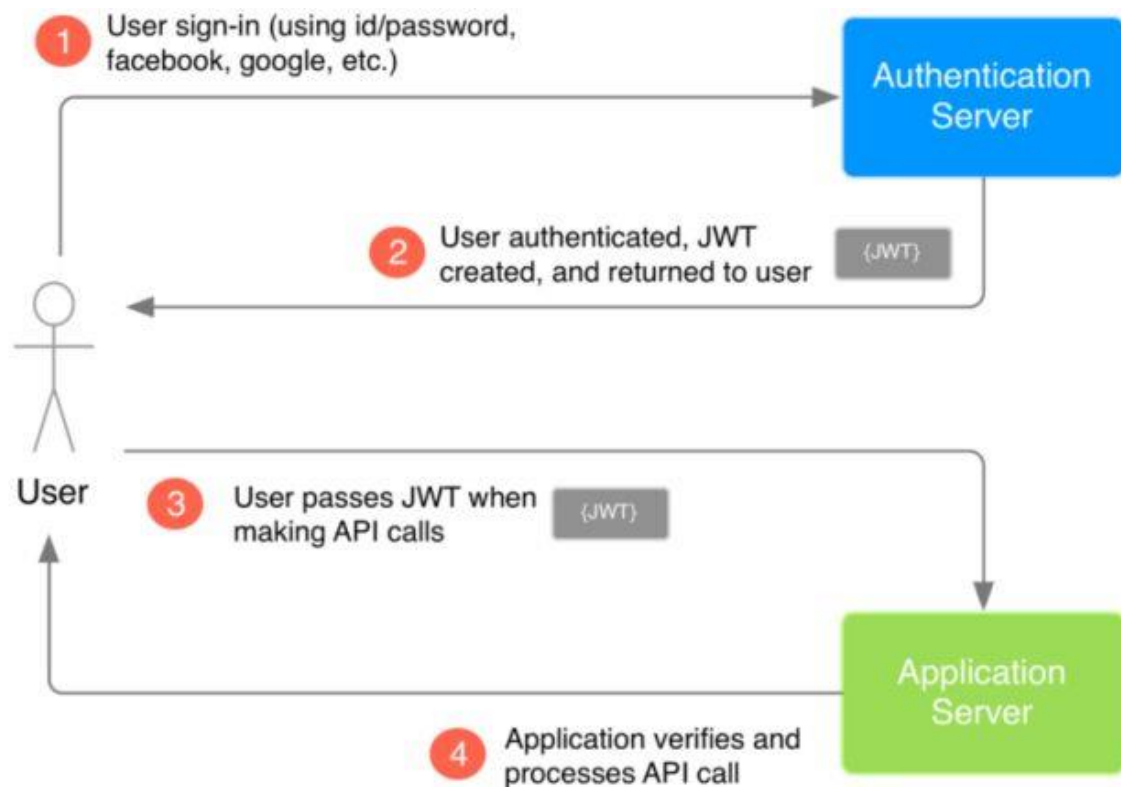 1
User sign-in (using id/password,
facebook, google, etc.)
Authentication
Server
2
User authenticated, JWT
created, and returned to user
{JWT}
User
3
User passes JWT when
making API calls
{JWT}
Application
Server
4
Application verifies and
processes API call